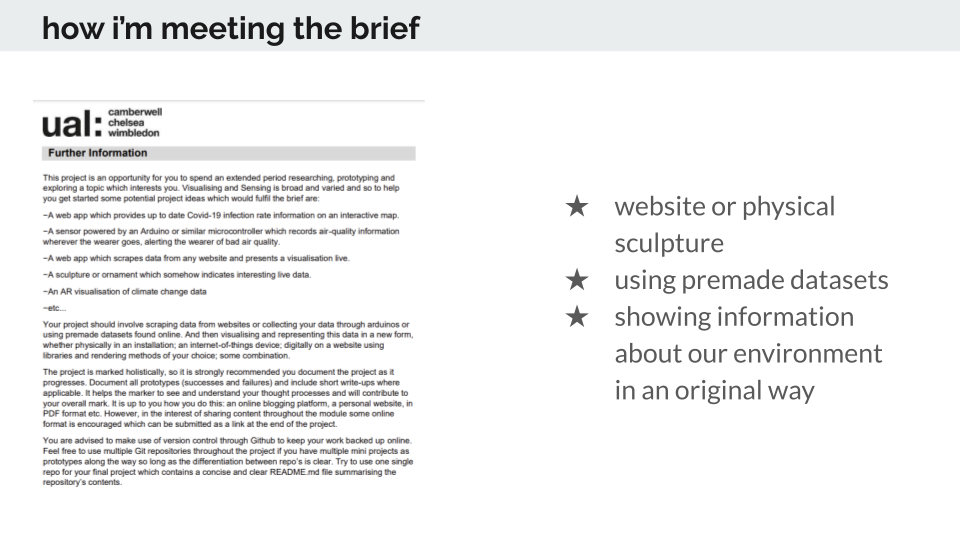 how i’m meeting the brief
ual:
camberwell
chelsea
wimbledon
Further Information
This project is an opportunity for you to spend an extended period researching, prototyping and
exploring a topic which interests you. Visualising and Sensing is broad and varied and so to help
you get started some potential project ideas which would fulfil the brief are:
~A web app which provides up to date Covid-19 infection rate information on an interactive map.
~A sensor powered by an Arduino or similar microcontroller which records air-quality information
wherever the wearer goes, alerting the wearer of bad air quality.
~A web app which scrapes data from any website and presents a visualisation live.
~A sculpture or ornament which somehow indicates interesting live data.
~An AR visualisation of climate change data
~etc...
Your project should involve scraping data from websites or collecting your data through arduinos or
using premade datasets found online. And then visualising and representing this data in a new form,
whether physically in an installation; an internet-of-things device; digitally on a website using
libraries and rendering methods of your choice; some combination.
The project is marked holistically, so it is strongly recommended you document the project as it
progresses. Document all prototypes (successes and failures) and include short write-ups where
applicable. It helps the marker to see and understand your thought processes and will contribute to
your overall mark. It is up to you how you do this: an online blogging platform, a personal website, in
PDF format etc. However, in the interest of sharing content throughout the module some online
format is encouraged which can be submitted as a link at the end of the project.
You are advised to make use of version control through Github to keep your work backed up online.
Feel free to use multiple Git repositories throughout the project if you have multiple mini projects as
prototypes along the way so long as the differentiation between repo's is clear. Try to use one single
repo for your final project which contains a concise and clear README.md file summarising the
repository's contents.
★ website or physical
sculpture
★ using premade datasets
★ showing information
about our environment
in an original way